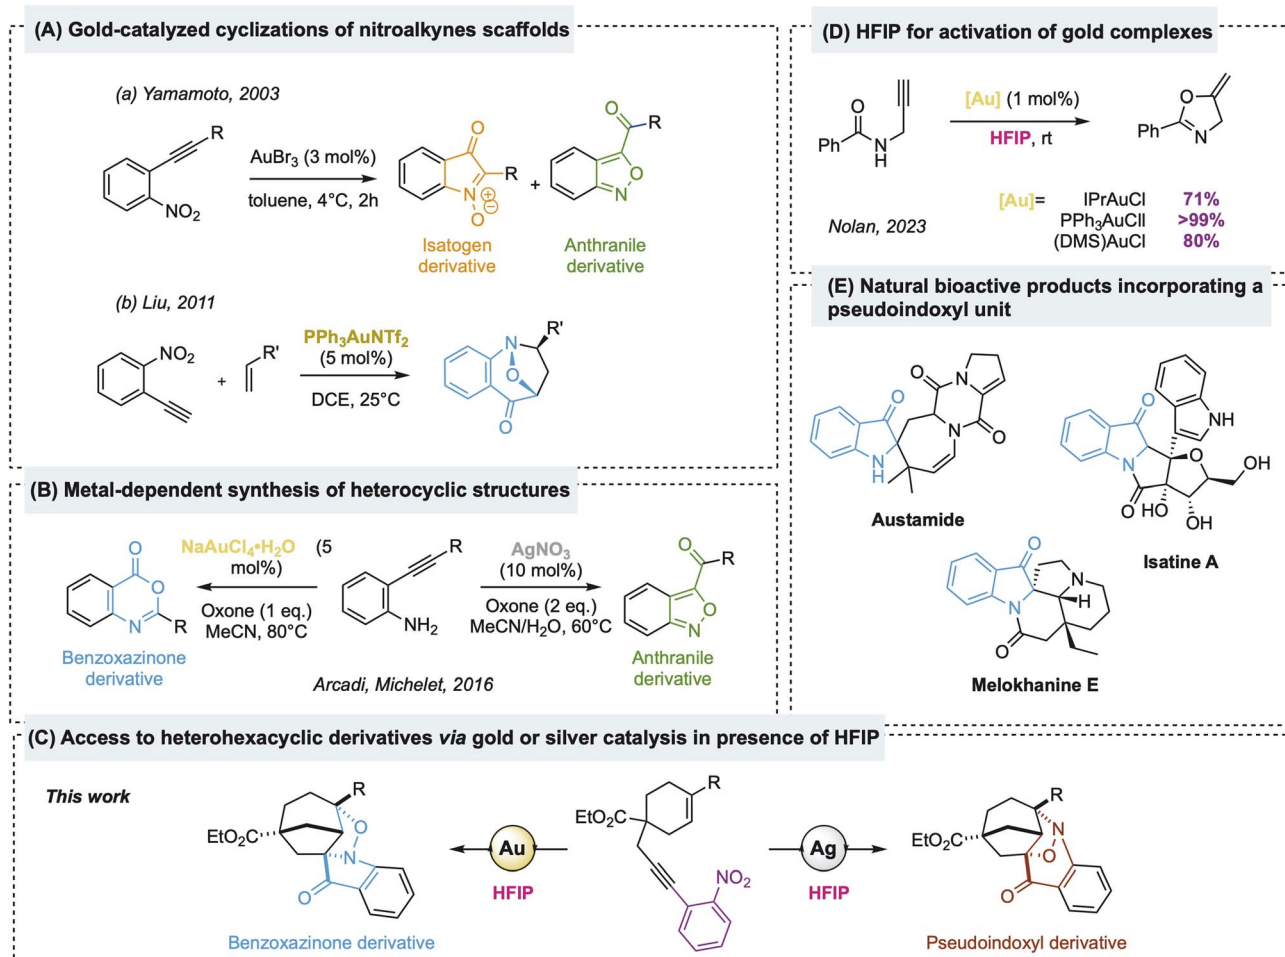 (A) Gold-catalyzed cyclizations of nitroalkynes scaffolds
(a) Yamamoto, 2003
R
NO2
AuBr3 (3 mol%)
toluene, 4°C, 2h
O
R
N
⊕
⊖
O
+
O
R
O
N
Isatogen
derivative
Anthranile
derivative
(b) Liu, 2011
NO2
+
R'
PPh3AuNTf2
(5 mol%)
DCE, 25°C
R'
N
O
O
(B) Metal-dependent synthesis of heterocyclic structures
O
O
N
R
Benzoxazinone
derivative
NaAuCl4•H2O (5
mol%)
Oxone (1 eq.)
MeCN, 80°C
R
NH2
AgNO3
(10 mol%)
Oxone (2 eq.)
MeCN/H2O, 60°C
O
R
O
N
Anthranile
derivative
Arcadi, Michelet, 2016
(C) Access to heterohexacyclic derivatives via gold or silver catalysis in presence of HFIP
This work
R
EtO2C
O
N
O
Benzoxazinone derivative
Au
HFIP
R
EtO2C
NO2
Ag
HFIP
R
EtO2C
N
O
O
Pseudoindoxyl derivative
(D) HFIP for activation of gold complexes
O
Ph
N
H
[Au] (1 mol%)
HFIP, rt
O
Ph
N
Nolan, 2023
[Au]= IPrAuCl 71%
PPh3AuCll >99%
(DMS)AuCl 80%
(E) Natural bioactive products incorporating a
pseudoindoxyl unit
O
N
O
N
H
N
O
Austamide
O
NH
N
O
O
HO
OH
OH
Isatine A
O
N
N
H
O
Melokhanine E